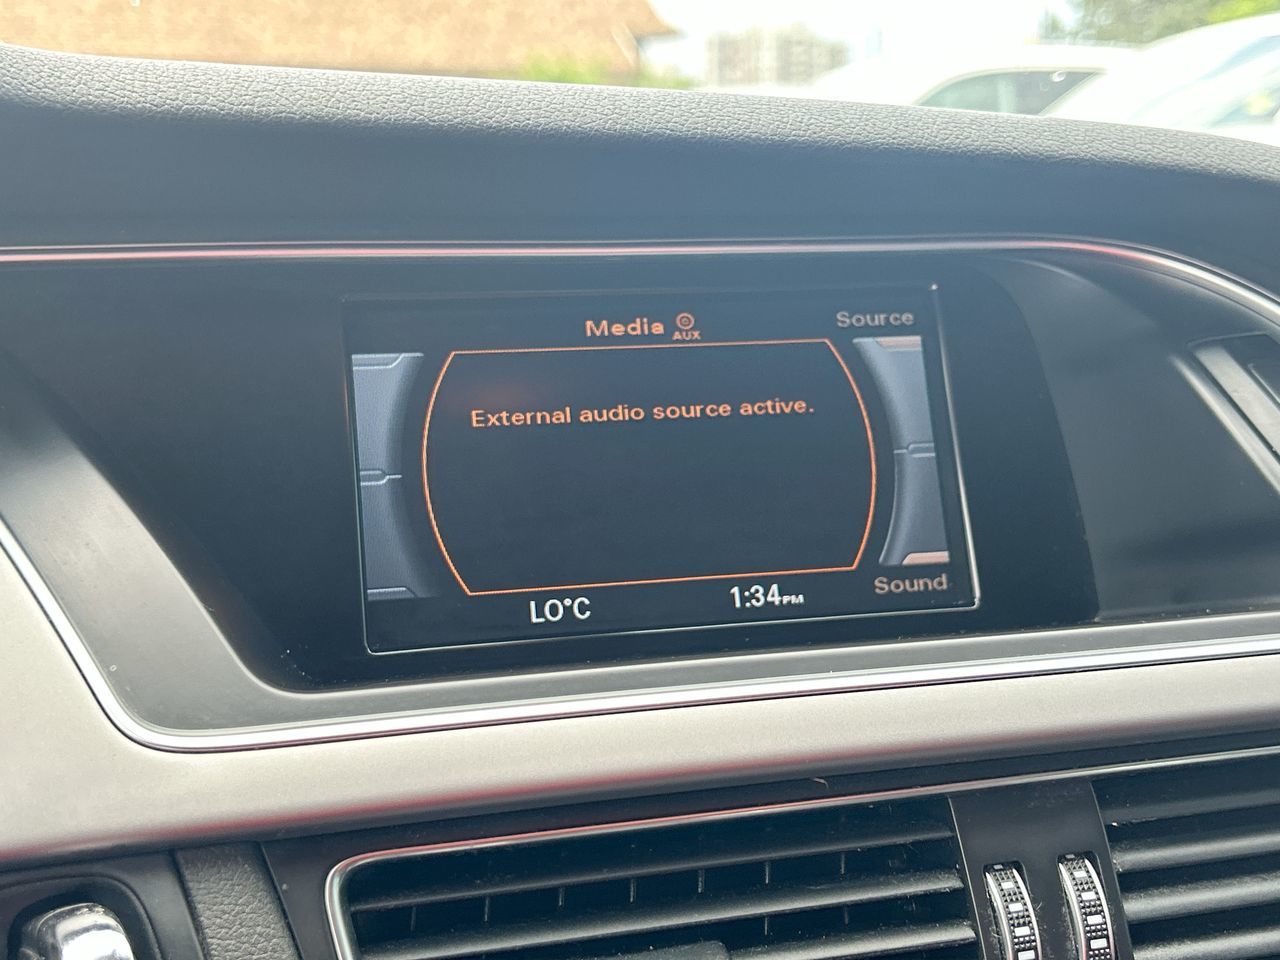 Media AUX
Source
External audio source active.
LO°C
1:34PM
Sound